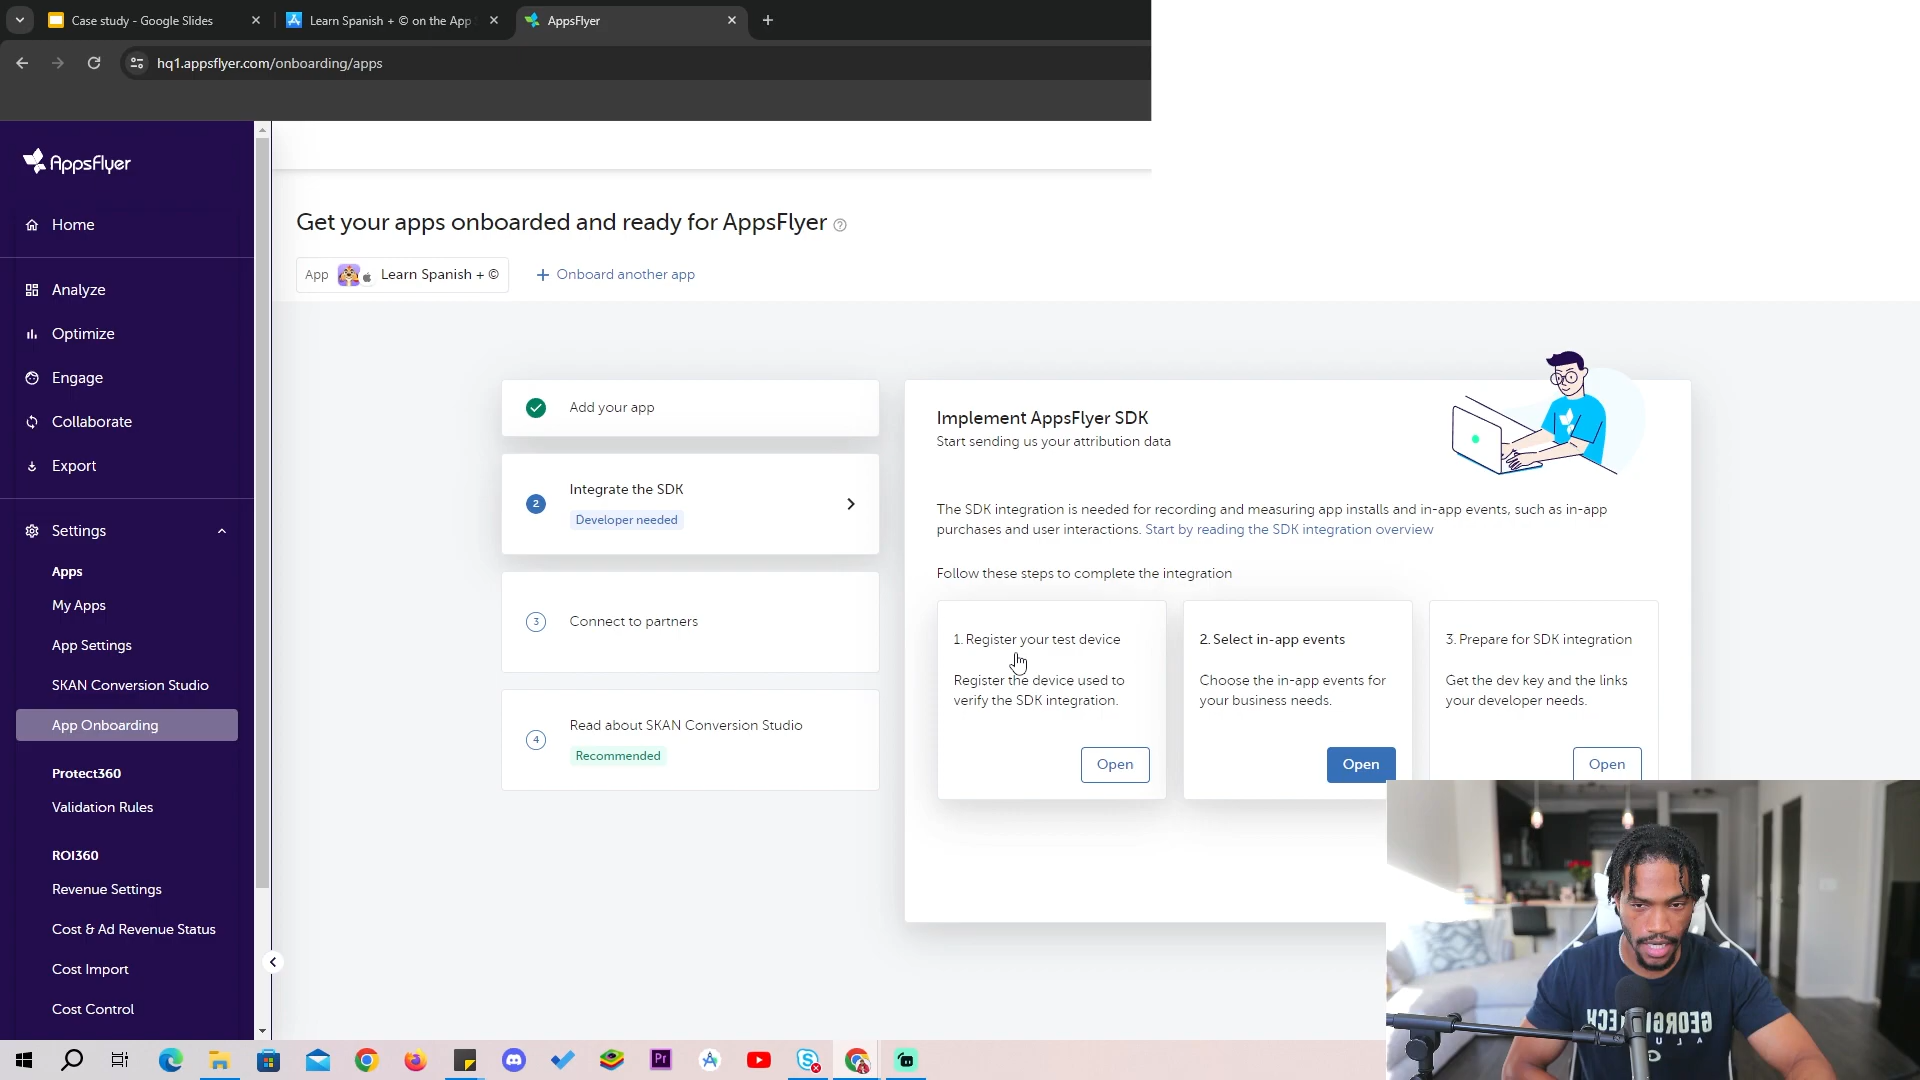 Case study - Google Slides
Learn Spanish + © on the App
AppsFlyer
hq1.appsflyer.com/onboarding/apps
AppsFlyer
Home
Analyze
Optimize
Engage
Collaborate
Export
Settings
Apps
My Apps
App Settings
SKAN Conversion Studio
App Onboarding
Protect360
Validation Rules
ROI360
Revenue Settings
Cost & Ad Revenue Status
Cost Import
Cost Control
Get your apps onboarded and ready for AppsFlyer
App Learn Spanish + ©
+ Onboard another app
Add your app
2
Integrate the SDK
Developer needed
3
Connect to partners
4
Read about SKAN Conversion Studio
Recommended
Implement AppsFlyer SDK
Start sending us your attribution data
The SDK integration is needed for recording and measuring app installs and in-app events, such as in-app
purchases and user interactions. Start by reading the SDK integration overview
Follow these steps to complete the integration
1. Register your test device
Register the device used to
verify the SDK integration.
Open
2. Select in-app events
Choose the in-app events for
your business needs.
Open
3. Prepare for SDK integration
Get the dev key and the links
your developer needs.
Open
GEORGIA TECH
ALU
Pr